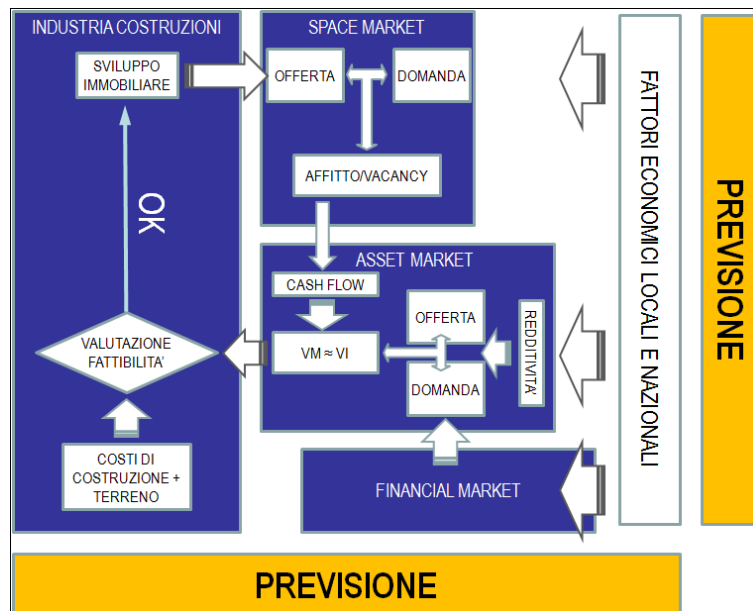 INDUSTRIA COSTRUZIONI
SVILUPPO
IMMOBILIARE
OK
VALUTAZIONE
FATTIBILITA'
COSTI DI
COSTRUZIONE +
TERRENO
SPACE MARKET
OFFERTA
DOMANDA
AFFITTO/VACANCY
ASSET MARKET
CASH FLOW
VM ≈ VI
OFFERTA
DOMANDA
REDDITIVITA'
FINANCIAL MARKET
FATTORI ECONOMICI LOCALI E NAZIONALI
PREVISIONE
PREVISIONE